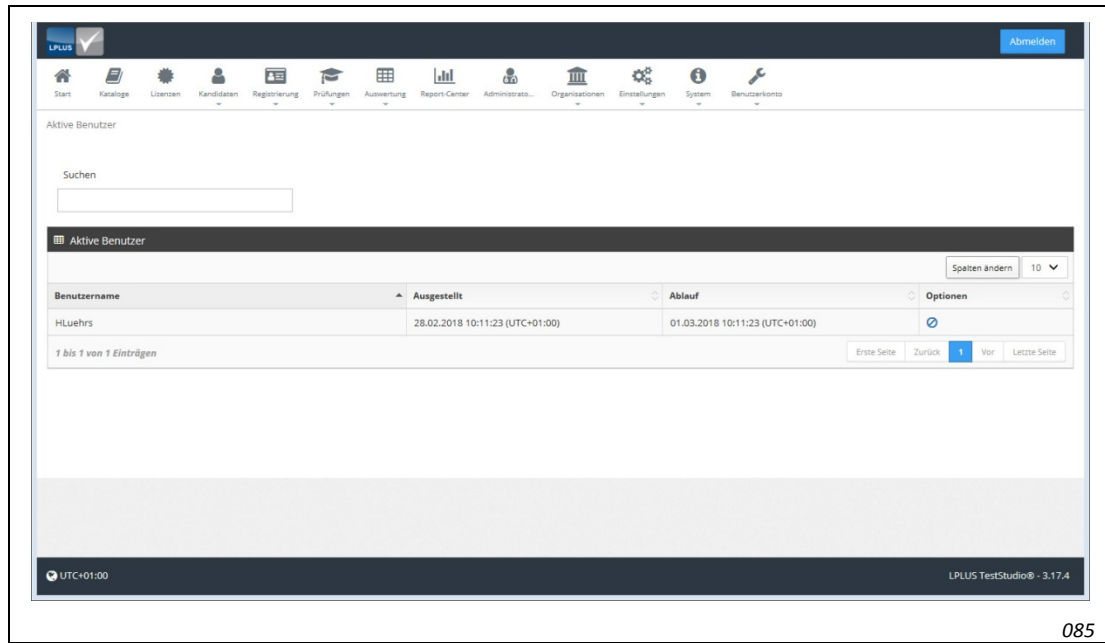 LPLUS
Abmelden
Start Kataloge Lizenzen Kandidaten Registrierung Prüfungen Auswertung Report-Center Administrato... Organisationen Einstellungen System Benutzerkonto
Aktive Benutzer
Suchen
Aktive Benutzer
Spalten ändern 10
Benutzername Ausgestellt Ablauf Optionen
HLuehrs 28.02.2018 10:11:23 (UTC+01:00) 01.03.2018 10:11:23 (UTC+01:00)
1 bis 1 von 1 Einträgen Erste Seite Zurück 1 Vor Letzte Seite
UTC+01:00 LPLUS TestStudio® - 3.17.4
085